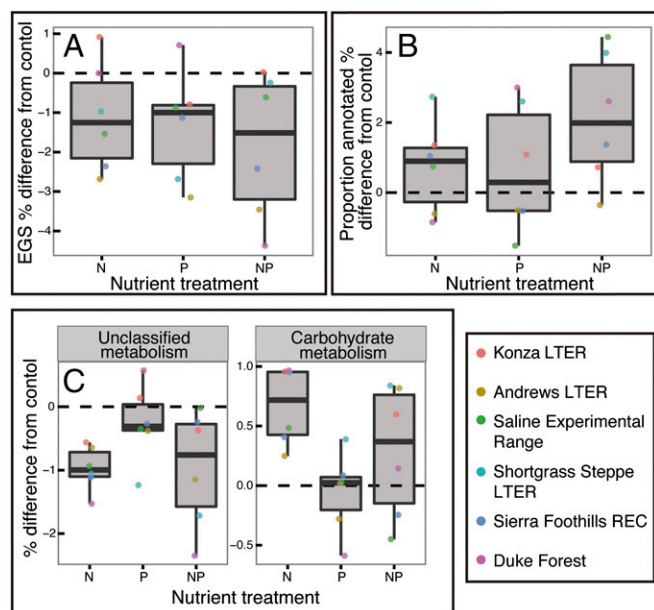 A
EGS % difference from contol
1
0
−1
−2
−3
−4
N
P
NP
Nutrient treatment
B
Proportion annotated %
difference from contol
4
2
0
N
P
NP
Nutrient treatment
C
Unclassified
metabolism
Carbohydrate
metabolism
% difference from contol
0
−1
−2
1.0
0.5
0.0
−0.5
N
P
NP
N
P
NP
Nutrient treatment
Konza LTER
Andrews LTER
Saline Experimental
Range
Shortgrass Steppe
LTER
Sierra Foothills REC
Duke Forest